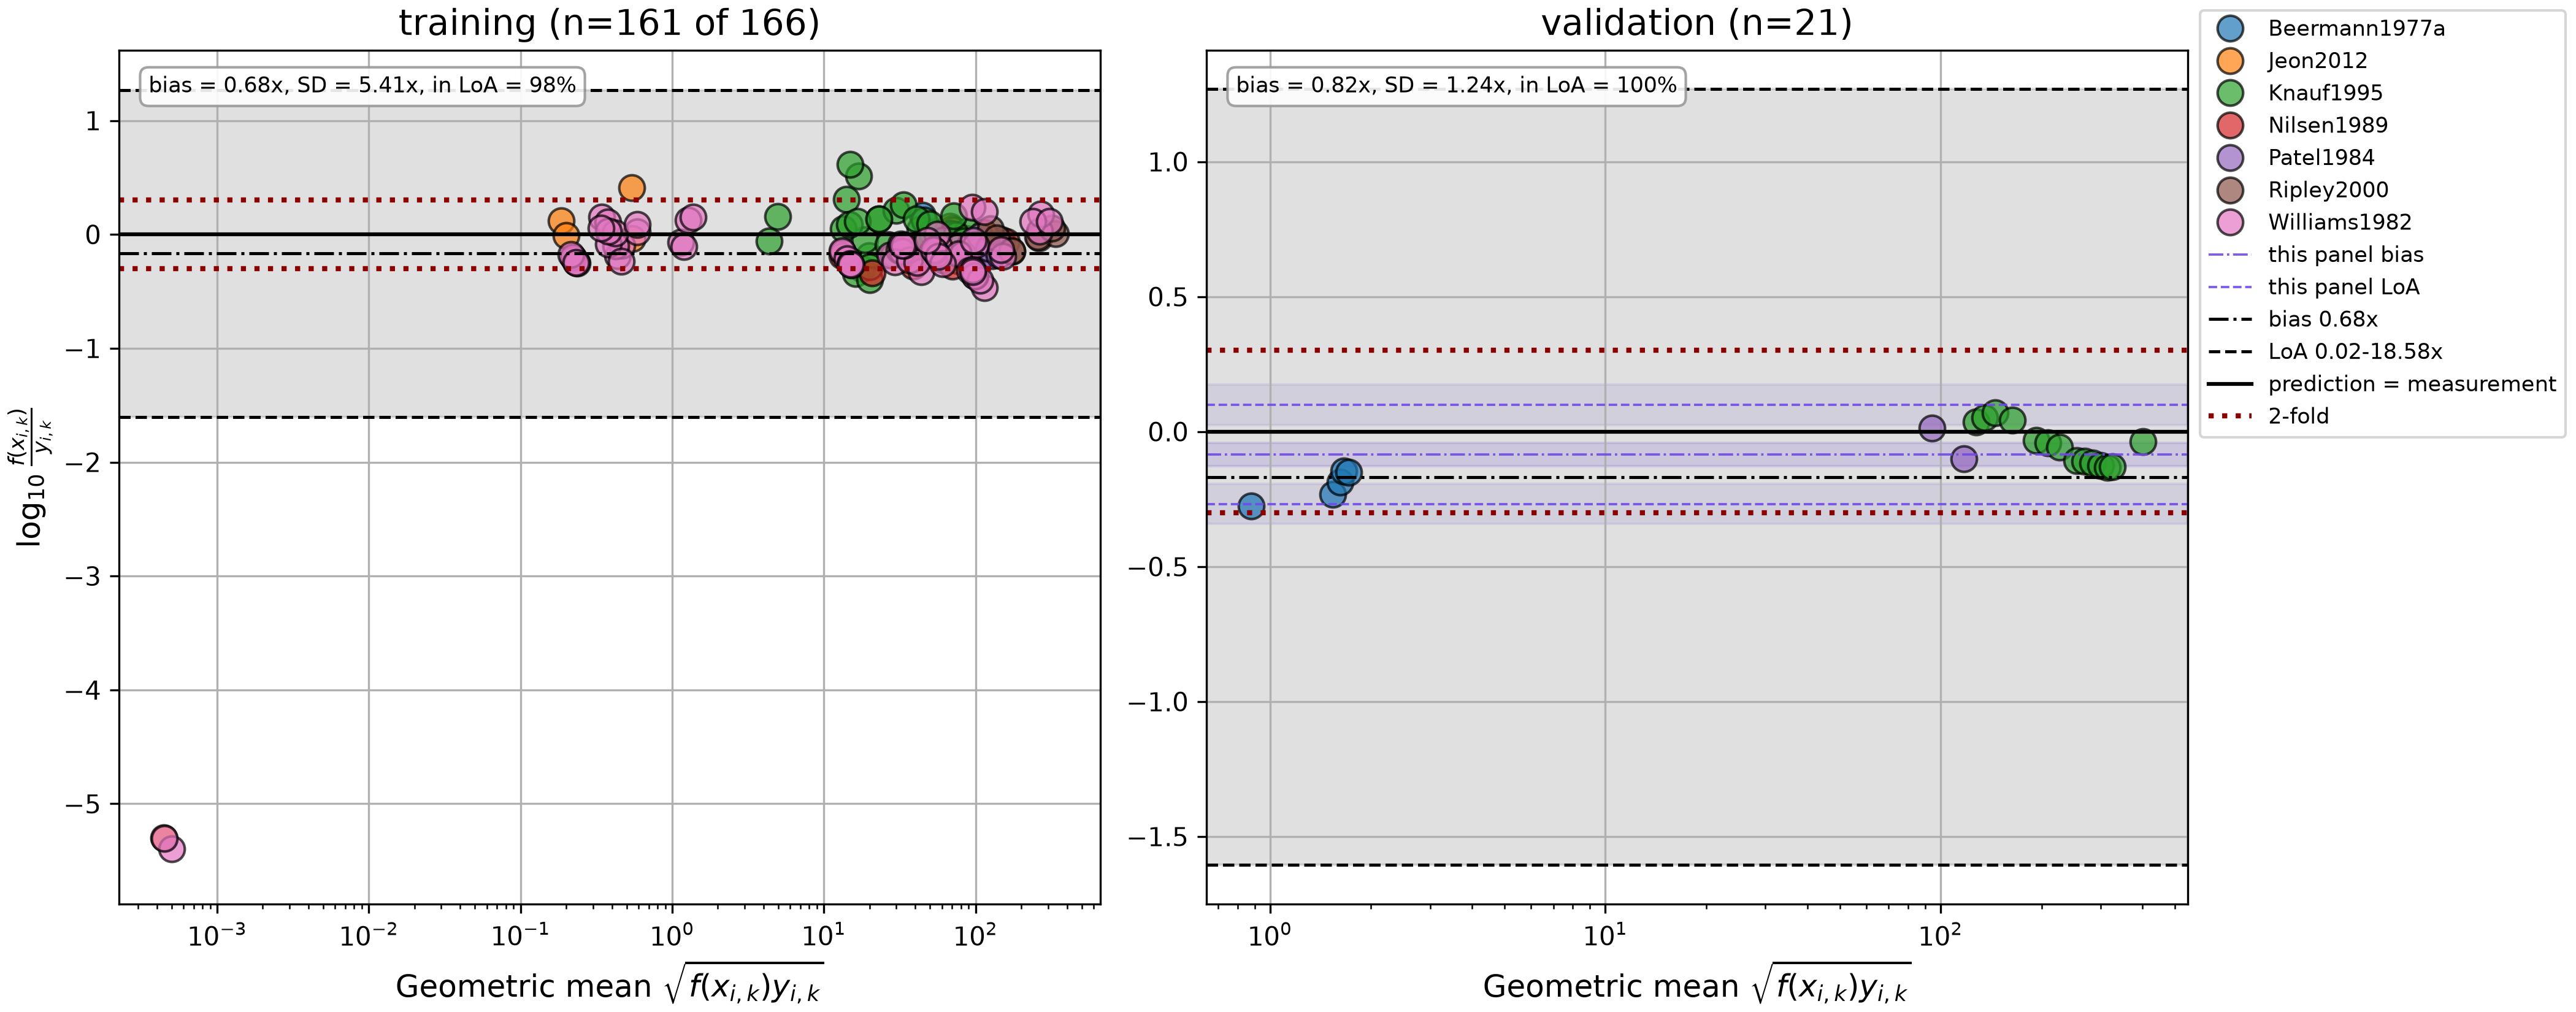 training (n=161 of 166)
bias = 0.68x, SD = 5.41x, in LoA = 98%
1
0
−1
−2
−3
−4
−5
log₁₀ f(xᵢ,ₖ)/yᵢ,ₖ
10⁻³ 10⁻² 10⁻¹ 10⁰ 10¹ 10²
Geometric mean √f(xᵢ,ₖ)yᵢ,ₖ
validation (n=21)
bias = 0.82x, SD = 1.24x, in LoA = 100%
1.0
0.5
0.0
−0.5
−1.0
−1.5
10⁰ 10¹ 10²
Geometric mean √f(xᵢ,ₖ)yᵢ,ₖ
Beermann1977a
Jeon2012
Knauf1995
Nilsen1989
Patel1984
Ripley2000
Williams1982
this panel bias
this panel LoA
bias 0.68x
LoA 0.02-18.58x
prediction = measurement
2-fold